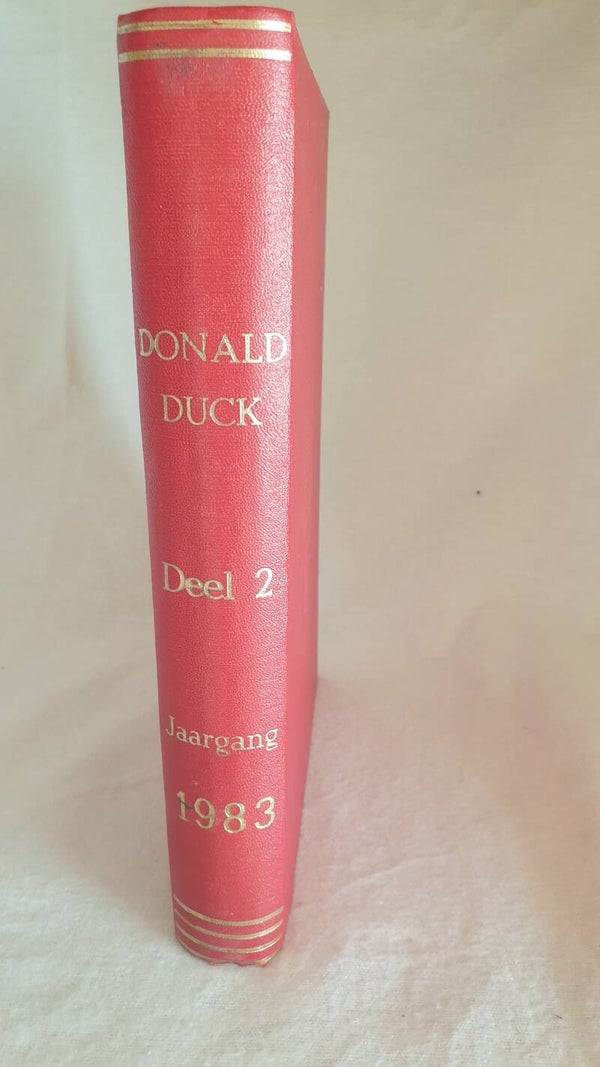 DONALD
DUCK
Deel 2
Jaargang
1983